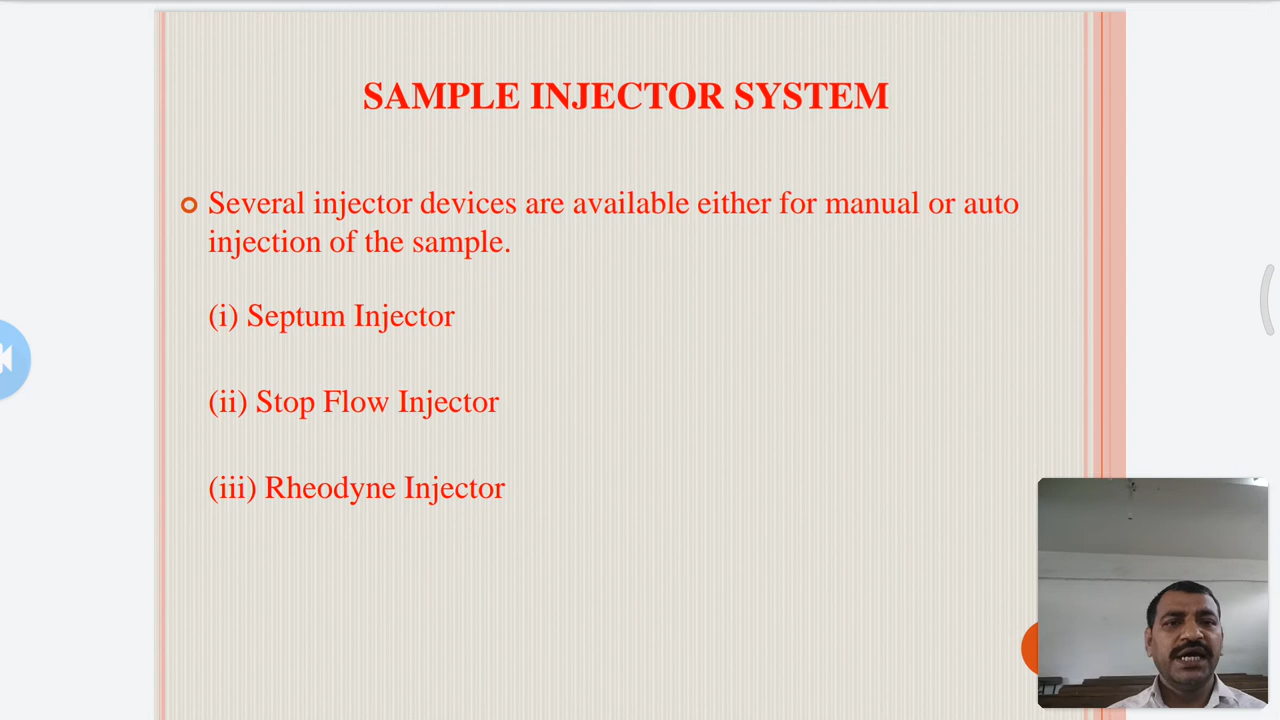 SAMPLE INJECTOR SYSTEM
Several injector devices are available either for manual or auto
injection of the sample.
(i) Septum Injector
(ii) Stop Flow Injector
(iii) Rheodyne Injector